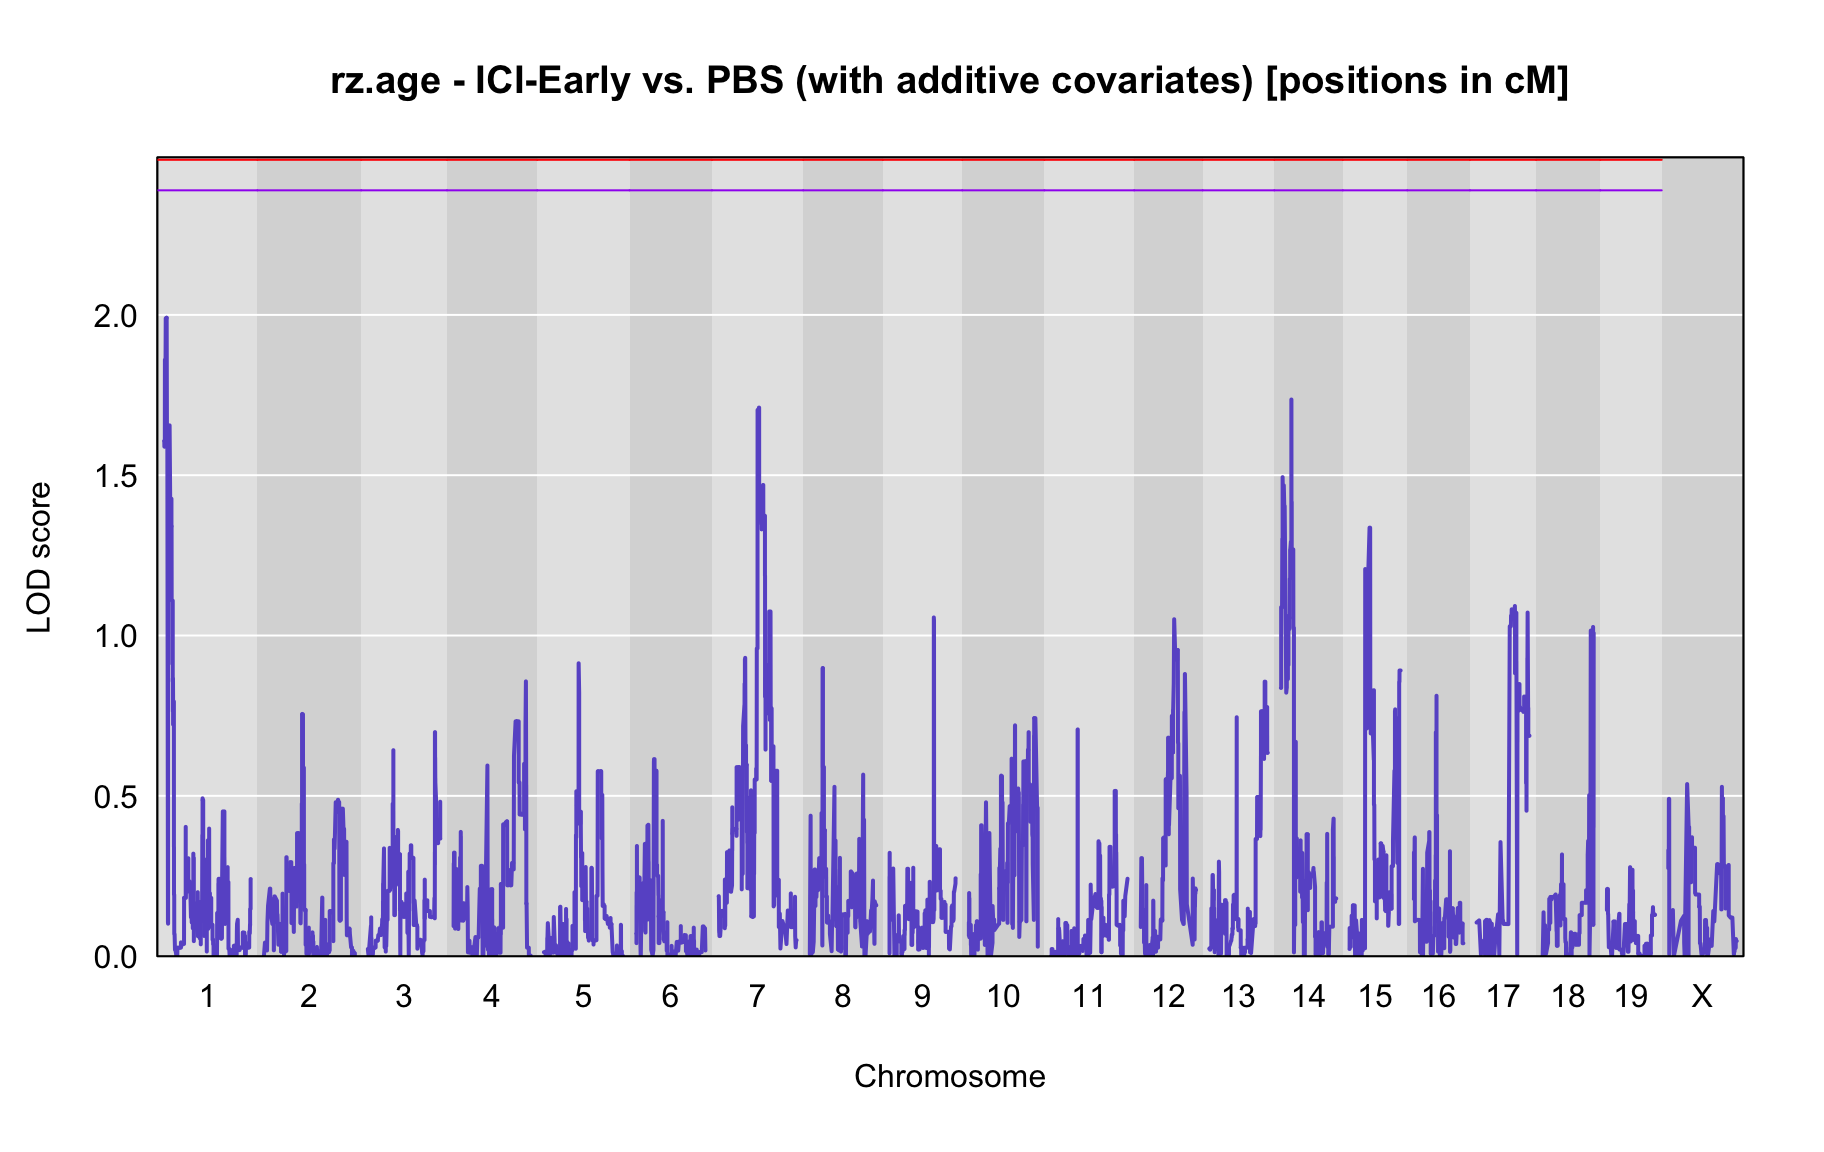 rz.age - ICI-Early vs. PBS (with additive covariates) [positions in cM]
LOD score
2.0
1.5
1.0
0.5
0.0
1 2 3 4 5 6 7 8 9 10 11 12 13 14 15 16 17 18 19 X
Chromosome